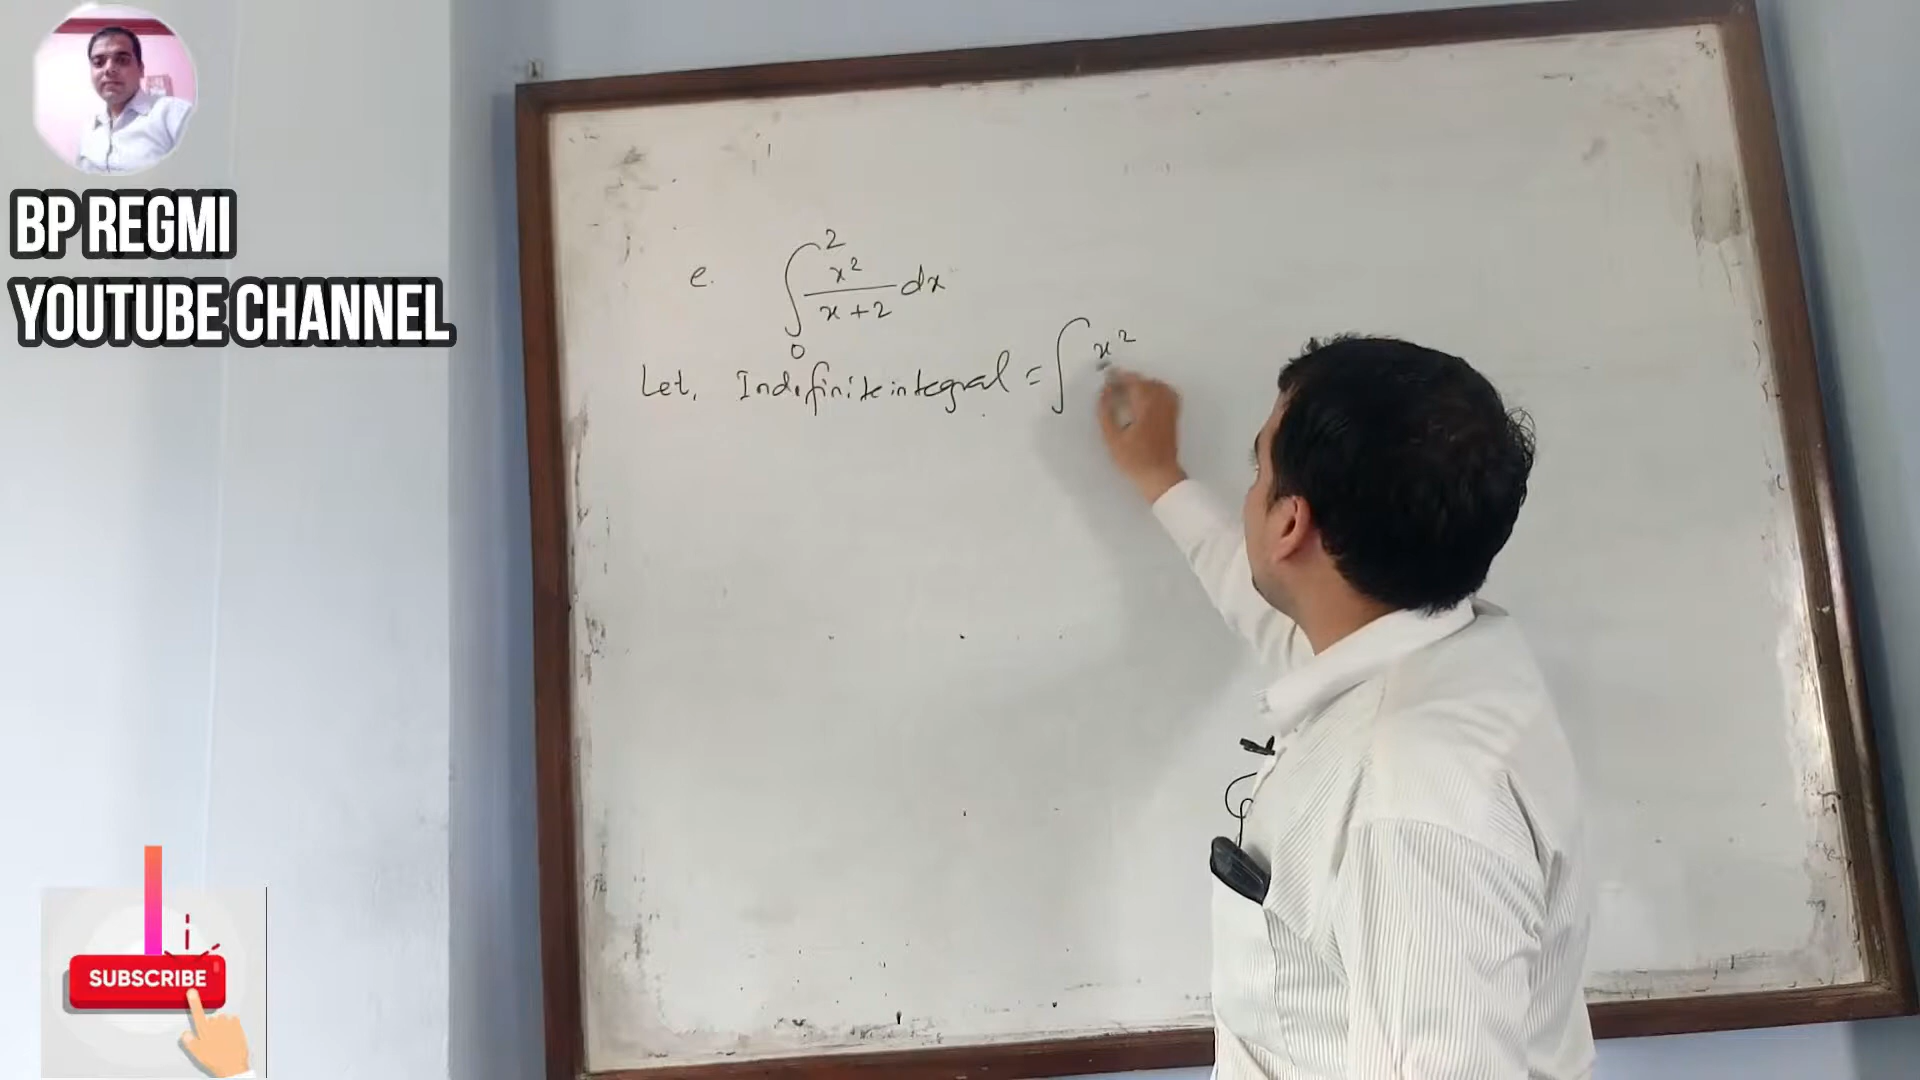 BP REGMI
YOUTUBE CHANNEL
e. ∫₀² x²/(x+2) dx
Let, Indefinite integral = ∫ x²
SUBSCRIBE